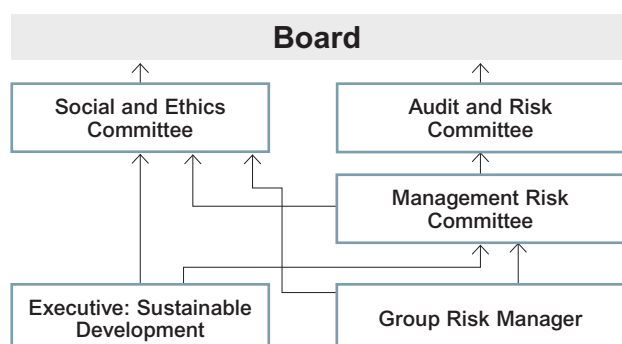 Board
Social and Ethics
Committee
Audit and Risk
Committee
Management Risk
Committee
Executive: Sustainable
Development
Group Risk Manager